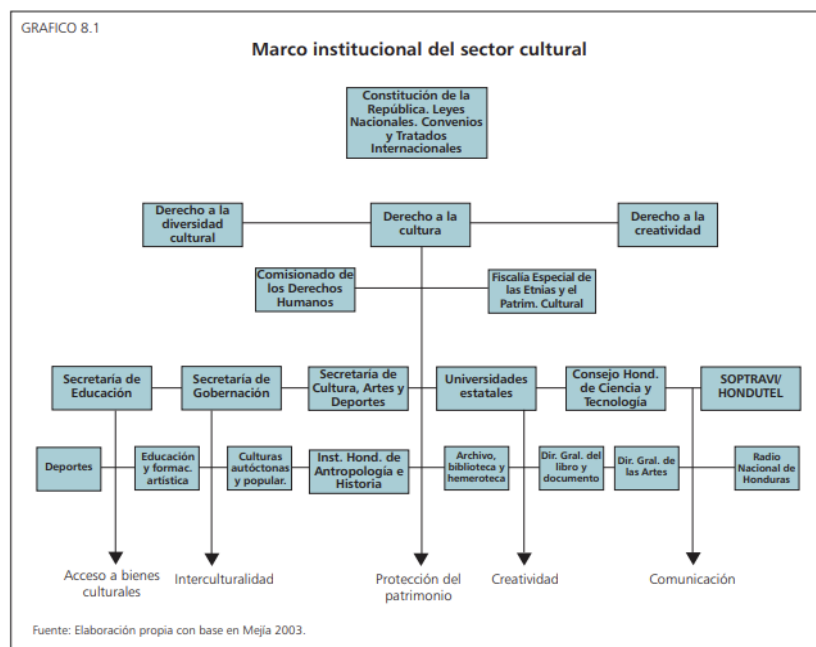 GRAFICO 8.1
Marco institucional del sector cultural
Constitución de la
República. Leyes
Nacionales. Convenios
y Tratados
Internacionales
Derecho a la
diversidad
cultural
Derecho a la
cultura
Derecho a la
creatividad
Comisionado de
los Derechos
Humanos
Fiscalía Especial de
las Etnias y el
Patrim. Cultural
Secretaría de
Educación
Secretaría de
Gobernación
Secretaría de
Cultura, Artes y
Deportes
Universidades
estatales
Consejo Hond.
de Ciencia y
Tecnología
SOPTRAVI/
HONDUTEL
Deportes
Educación
y formac.
artística
Culturas
autóctonas
y popular.
Inst. Hond. de
Antropología e
Historia
Archivo,
biblioteca y
hemeroteca
Dir. Gral. del
libro y
documento
Dir. Gral. de
las Artes
Radio
Nacional de
Honduras
Acceso a bienes
culturales
Interculturalidad
Protección del
patrimonio
Creatividad
Comunicación
Fuente: Elaboración propia con base en Mejía 2003.